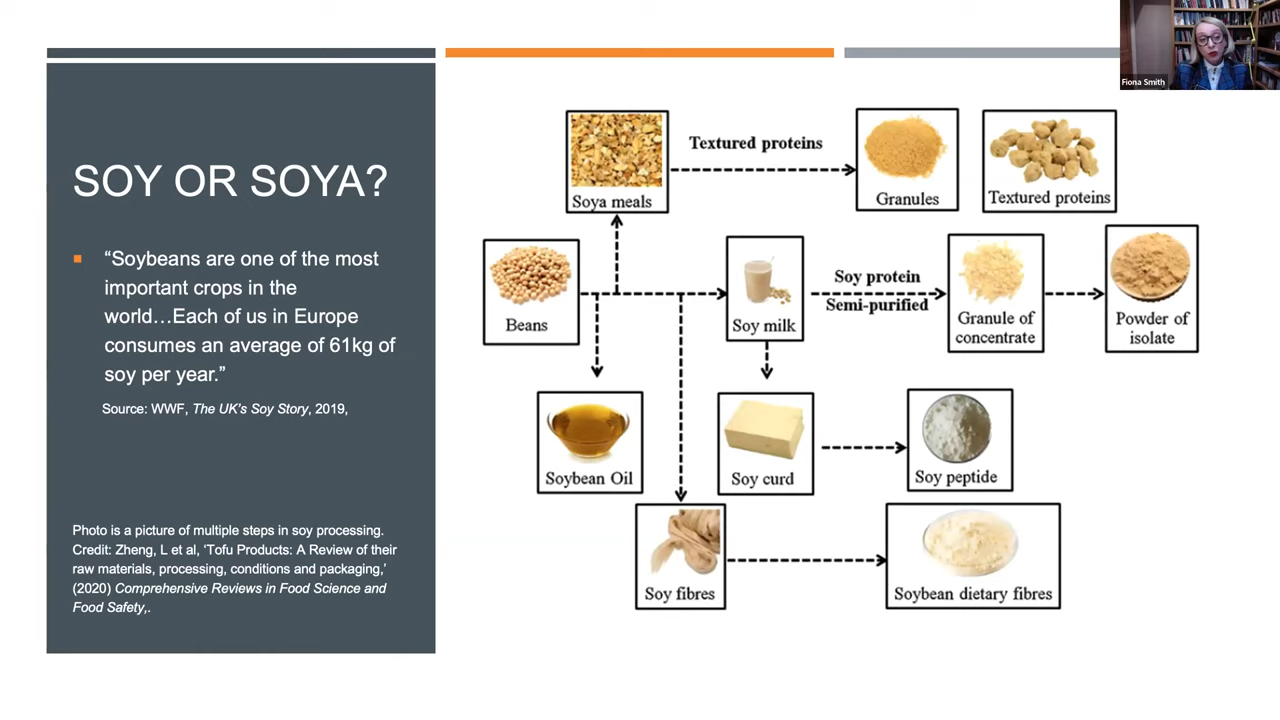 Fiona Smith
SOY OR SOYA?
“Soybeans are one of the most
important crops in the
world…Each of us in Europe
consumes an average of 61kg of
soy per year.”
Source: WWF, The UK’s Soy Story, 2019,
Photo is a picture of multiple steps in soy processing.
Credit: Zheng, L et al, ‘Tofu Products: A Review of their
raw materials, processing, conditions and packaging,’
(2020) Comprehensive Reviews in Food Science and
Food Safety,.
Soya meals
Textured proteins
Granules
Textured proteins
Beans
Soy milk
Soy protein
Semi-purified
Granule of
concentrate
Powder of
isolate
Soybean Oil
Soy curd
Soy peptide
Soy fibres
Soybean dietary fibres